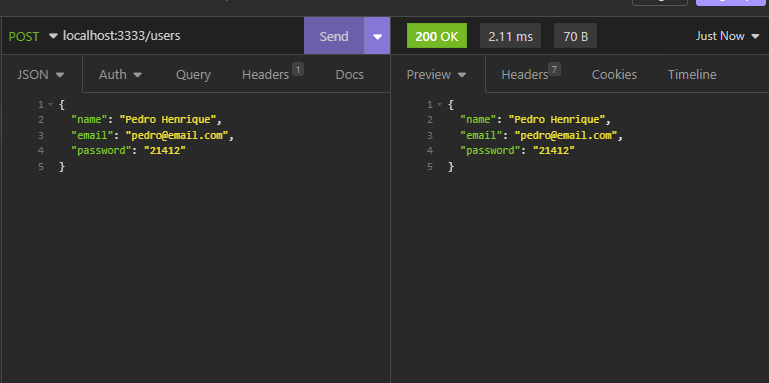 POST localhost:3333/users Send 200 OK 2.11 ms 70 B Just Now
JSON Auth Query Headers 1 Docs Preview Headers 7 Cookies Timeline
1 {
2 "name": "Pedro Henrique",
3 "email": "pedro@email.com",
4 "password": "21412"
5 }
1 {
2 "name": "Pedro Henrique",
3 "email": "pedro@email.com",
4 "password": "21412"
5 }